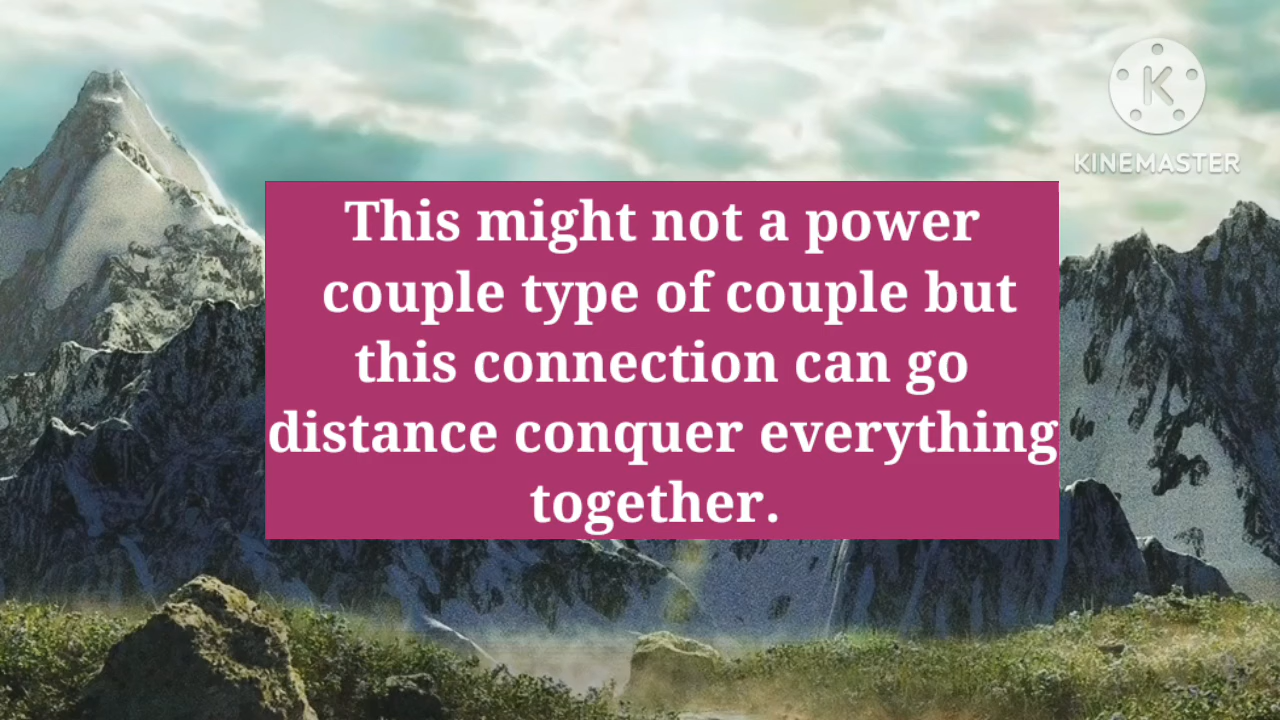 K
KINEMASTER
This might not a power
couple type of couple but
this connection can go
distance conquer everything
together.